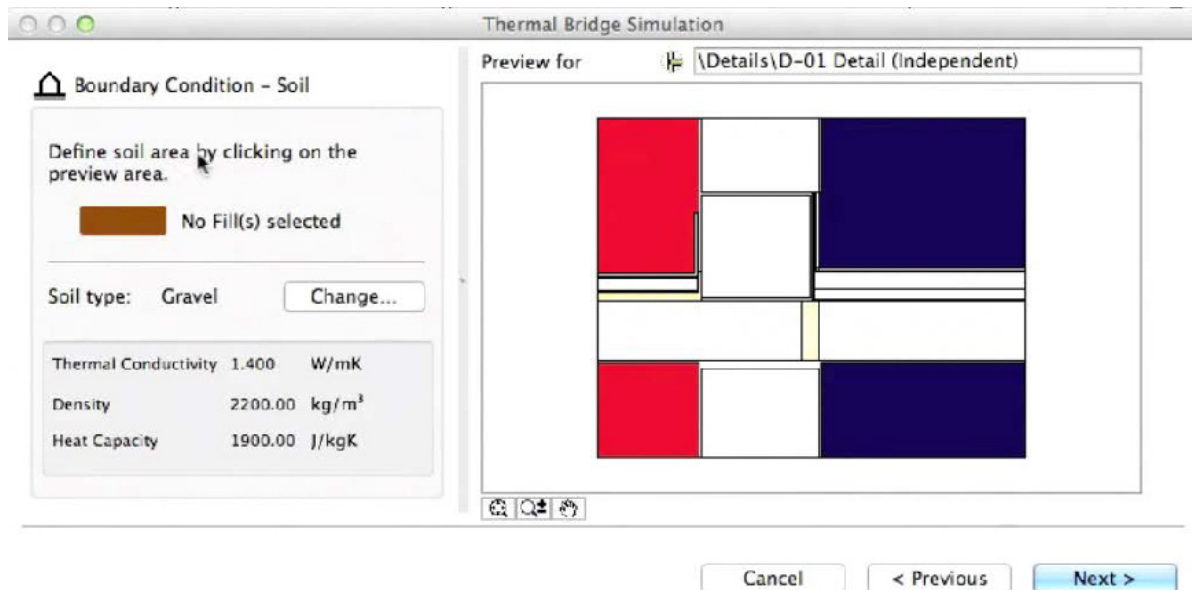 Thermal Bridge Simulation
Boundary Condition – Soil
Define soil area by clicking on the
preview area.
No Fill(s) selected
Soil type: Gravel Change...
Thermal Conductivity 1.400 W/mK
Density 2200.00 kg/m³
Heat Capacity 1900.00 J/kgK
Preview for \Details\D-01 Detail (Independent)
Cancel < Previous Next >